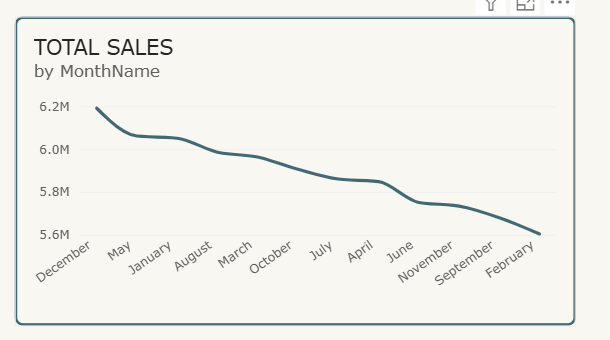 TOTAL SALES
by MonthName
6.2M
6.0M
5.8M
5.6M
December May January August March October July April June November September February